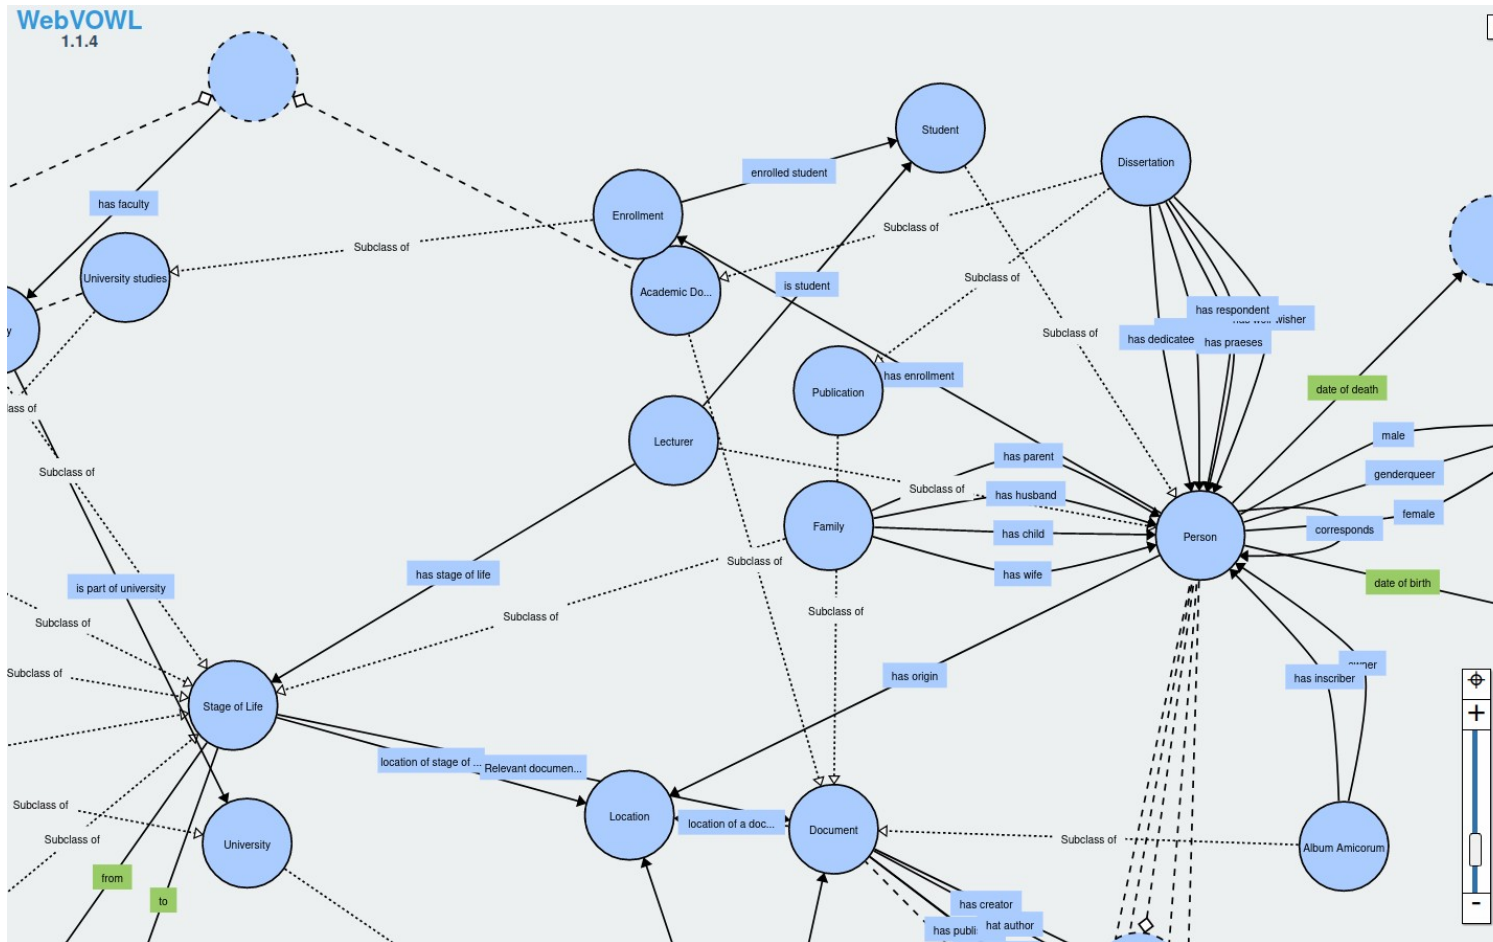 WebVOWL
1.1.4
Student
Dissertation
enrolled student
has faculty
Enrollment
Subclass of
Subclass of
University studies
Subclass of
is student
Academic Do...
has respondent
wisher
y
Subclass of
has dedicatee
has praeses
has enrollment
date of death
Publication
lass of
male
Lecturer
has parent
Subclass of
genderqueer
Subclass of
has husband
female
Family
has child
Person
corresponds
Subclass of
has stage of life
has wife
date of birth
is part of university
Subclass of
Subclass of
Subclass of
owner
Subclass of
has origin
has inscriber
Stage of Life
location of stage of ...
Relevant documen...
Subclass of
Location
location of a doc...
Document
Subclass of
University
Subclass of
Album Amicorum
from
to
has creator
has publi
hat author
+
-